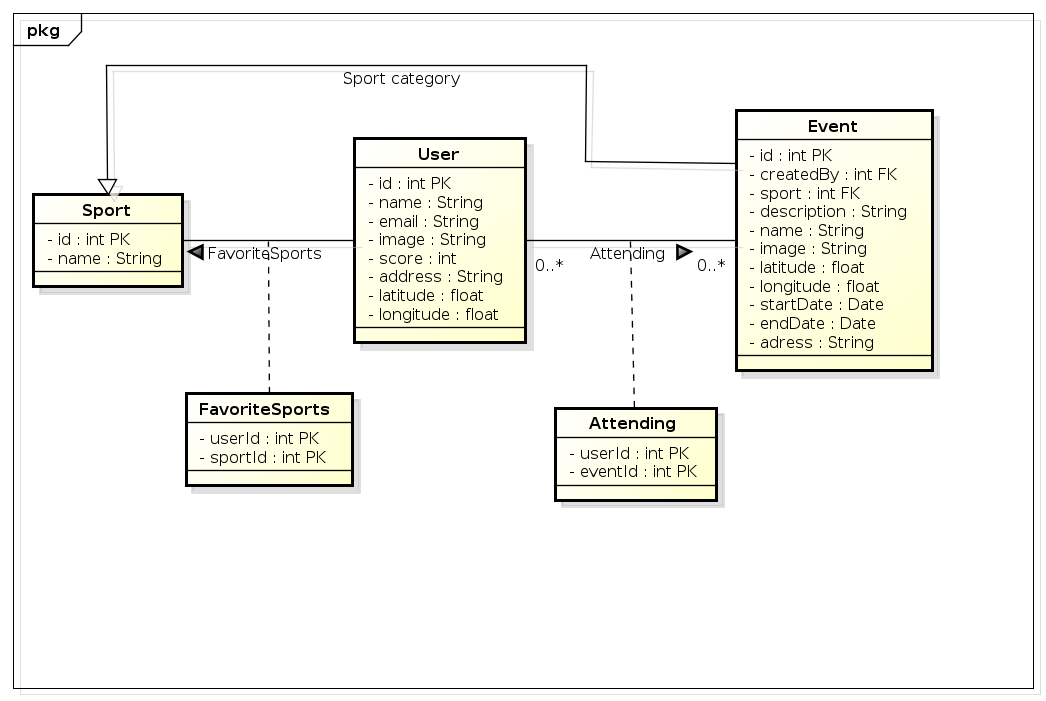 pkg
Sport category
Sport
- id : int PK
- name : String
User
- id : int PK
- name : String
- email : String
- image : String
- score : int
- address : String
- latitude : float
- longitude : float
Event
- id : int PK
- createdBy : int FK
- sport : int FK
- description : String
- name : String
- image : String
- latitude : float
- longitude : float
- startDate : Date
- endDate : Date
- adress : String
FavoriteSports
Attending
0..*
0..*
FavoriteSports
- userId : int PK
- sportId : int PK
Attending
- userId : int PK
- eventId : int PK